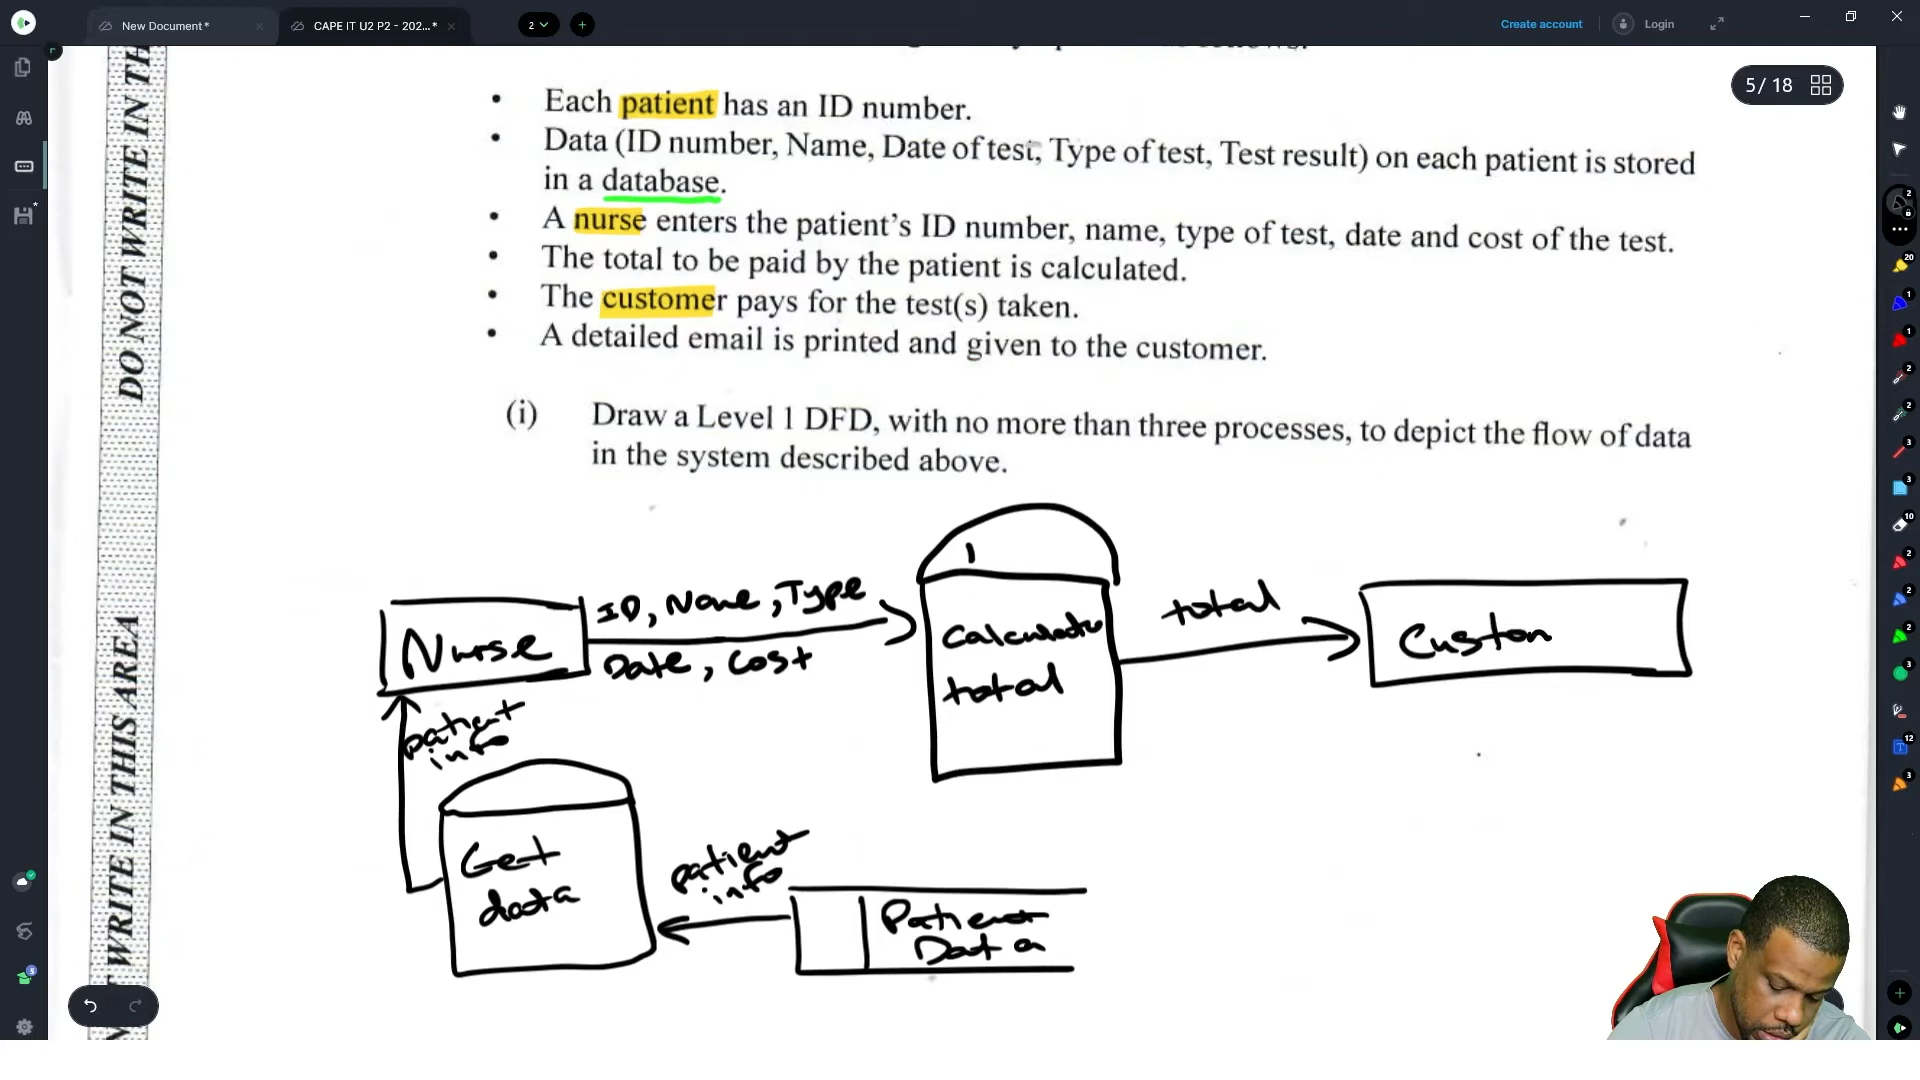 New Document*
CAPE IT U2 P2 - 202...*
2
Create account
Login
5/18
DO NOT WRITE IN TH
WRITE IN THIS AREA
• Each patient has an ID number.
• Data (ID number, Name, Date of test, Type of test, Test result) on each patient is stored
in a database.
• A nurse enters the patient's ID number, name, type of test, date and cost of the test.
• The total to be paid by the patient is calculated.
• The customer pays for the test(s) taken.
• A detailed email is printed and given to the customer.
(i) Draw a Level 1 DFD, with no more than three processes, to depict the flow of data
in the system described above.
Nurse
ID, Name, Type
Date, Cost
1
Calculate
total
total
Custom
patient
info
Get
data
patient
info
Patient
Data